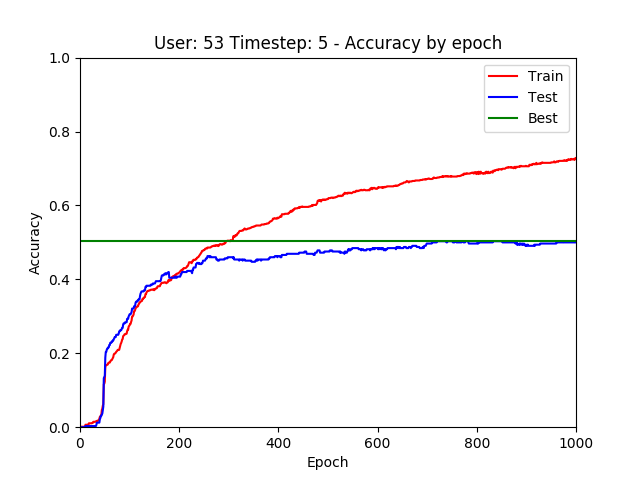 User: 53 Timestep: 5 - Accuracy by epoch
1.0
0.8
0.6
0.4
0.2
0.0
Accuracy
Train
Test
Best
0 200 400 600 800 1000
Epoch